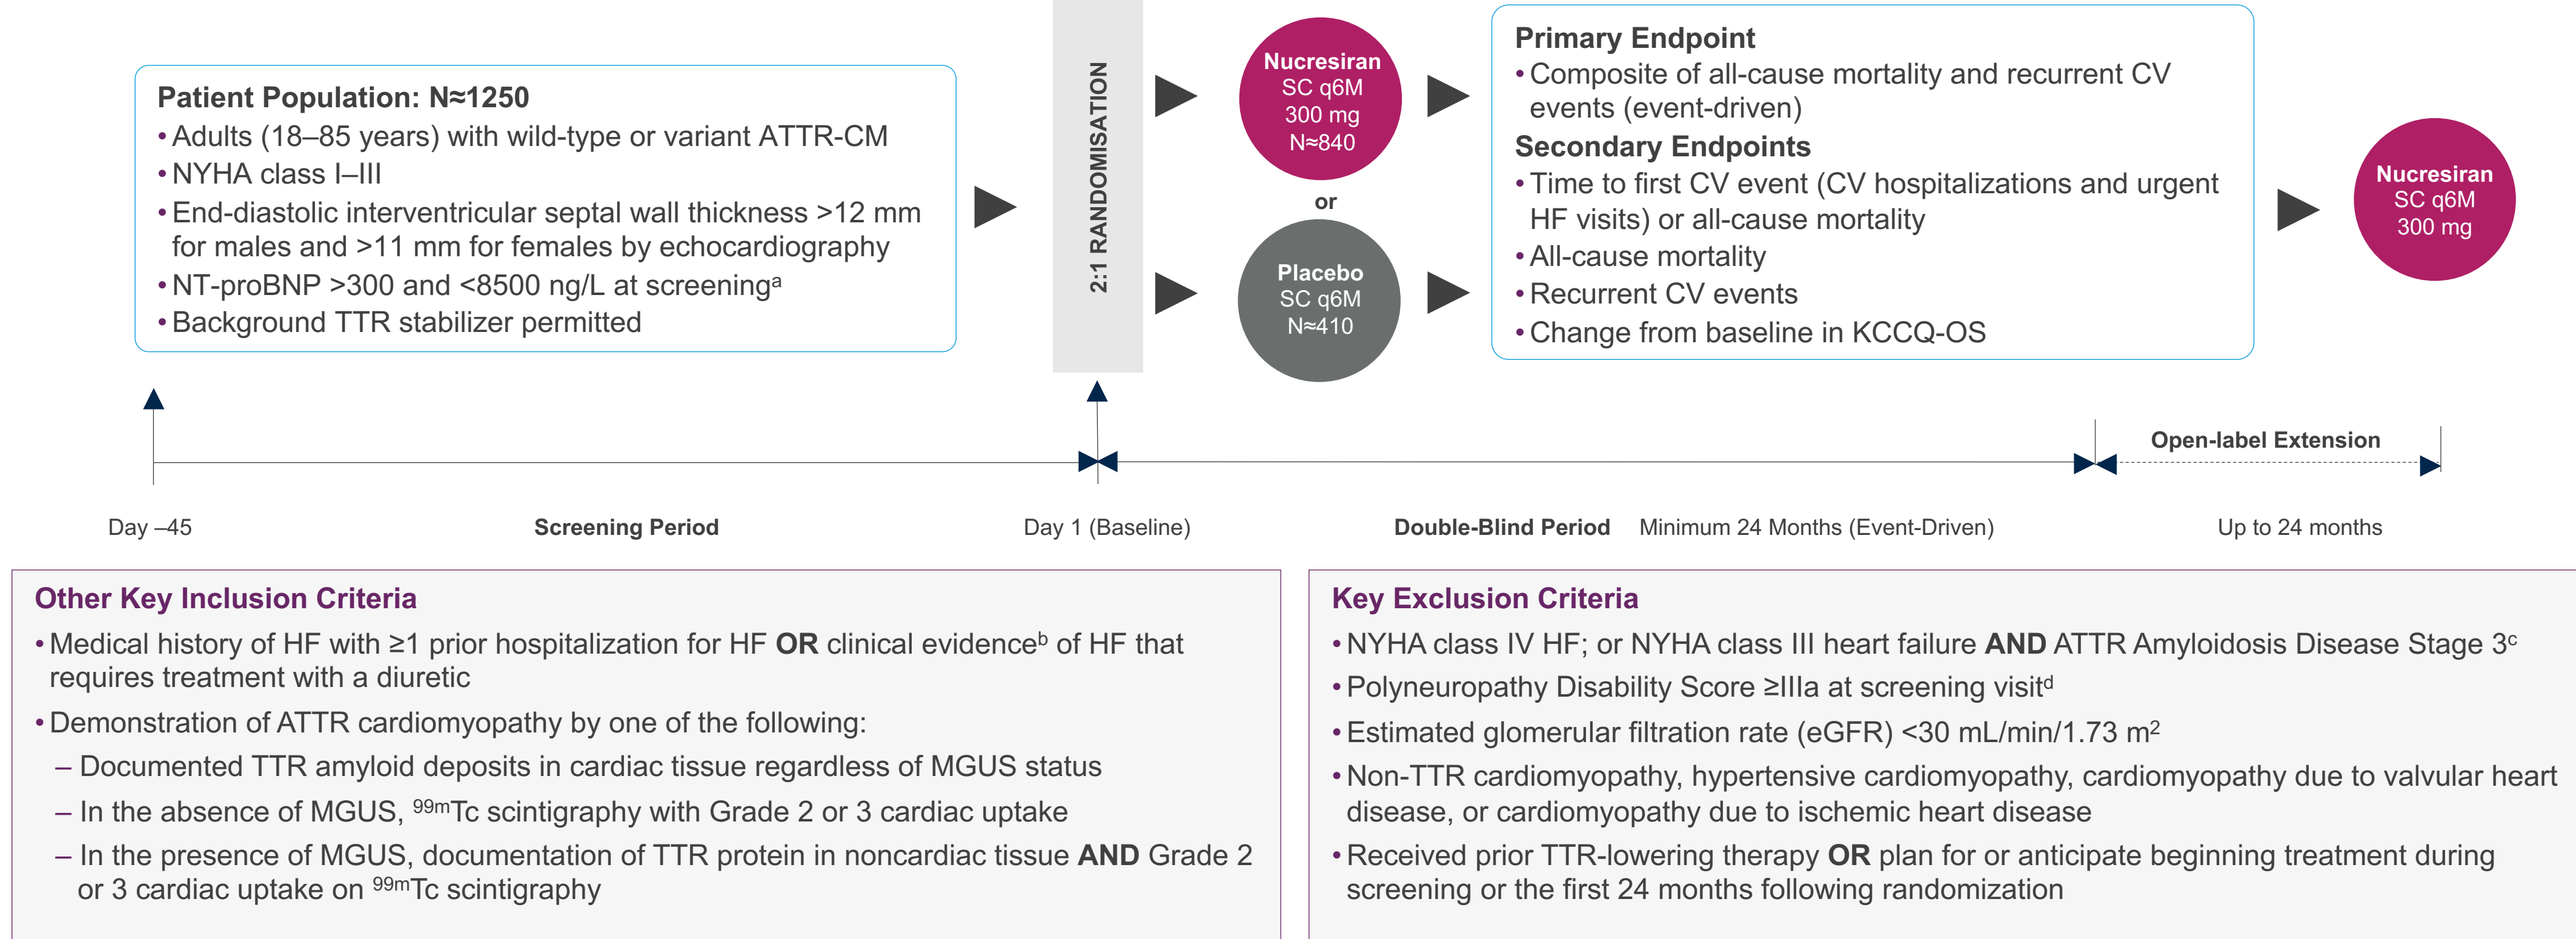 Patient Population: N≈1250
•Adults (18–85 years) with wild-type or variant ATTR-CM
•NYHA class I–III
•End-diastolic interventricular septal wall thickness >12 mm
for males and >11 mm for females by echocardiography
•NT-proBNP >300 and <8500 ng/L at screeningᵃ
•Background TTR stabilizer permitted
2:1 RANDOMISATION
Nucresiran
SC q6M
300 mg
N≈840
or
Placebo
SC q6M
N≈410
Primary Endpoint
•Composite of all-cause mortality and recurrent CV
events (event-driven)
Secondary Endpoints
•Time to first CV event (CV hospitalizations and urgent
HF visits) or all-cause mortality
•All-cause mortality
•Recurrent CV events
•Change from baseline in KCCQ-OS
Nucresiran
SC q6M
300 mg
Open-label Extension
Day –45
Screening Period
Day 1 (Baseline)
Double-Blind Period
Minimum 24 Months (Event-Driven)
Up to 24 months
Other Key Inclusion Criteria
•Medical history of HF with ≥1 prior hospitalization for HF OR clinical evidenceᵇ of HF that
requires treatment with a diuretic
•Demonstration of ATTR cardiomyopathy by one of the following:
– Documented TTR amyloid deposits in cardiac tissue regardless of MGUS status
– In the absence of MGUS, ⁹⁹ᵐTc scintigraphy with Grade 2 or 3 cardiac uptake
– In the presence of MGUS, documentation of TTR protein in noncardiac tissue AND Grade 2
or 3 cardiac uptake on ⁹⁹ᵐTc scintigraphy
Key Exclusion Criteria
•NYHA class IV HF; or NYHA class III heart failure AND ATTR Amyloidosis Disease Stage 3ᶜ
•Polyneuropathy Disability Score ≥IIIa at screening visitᵈ
•Estimated glomerular filtration rate (eGFR) <30 mL/min/1.73 m²
•Non-TTR cardiomyopathy, hypertensive cardiomyopathy, cardiomyopathy due to valvular heart
disease, or cardiomyopathy due to ischemic heart disease
•Received prior TTR-lowering therapy OR plan for or anticipate beginning treatment during
screening or the first 24 months following randomization